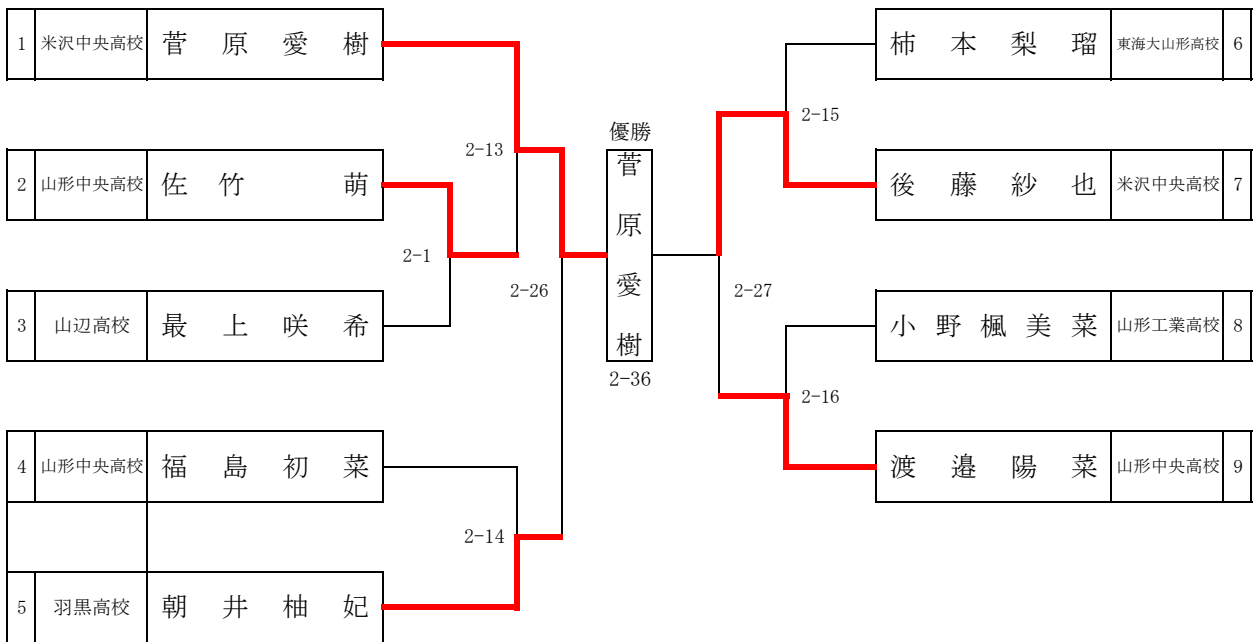 1 米沢中央高校 菅原愛樹
2 山形中央高校 佐竹 萌
3 山辺高校 最上咲希
4 山形中央高校 福島初菜
5 羽黒高校 朝井柚妃
2-13
2-1
2-26
2-14
優勝
菅原愛樹
2-36
2-15
2-27
2-16
柿本梨瑠 東海大山形高校 6
後藤紗也 米沢中央高校 7
小野楓美菜 山形工業高校 8
渡邉陽菜 山形中央高校 9